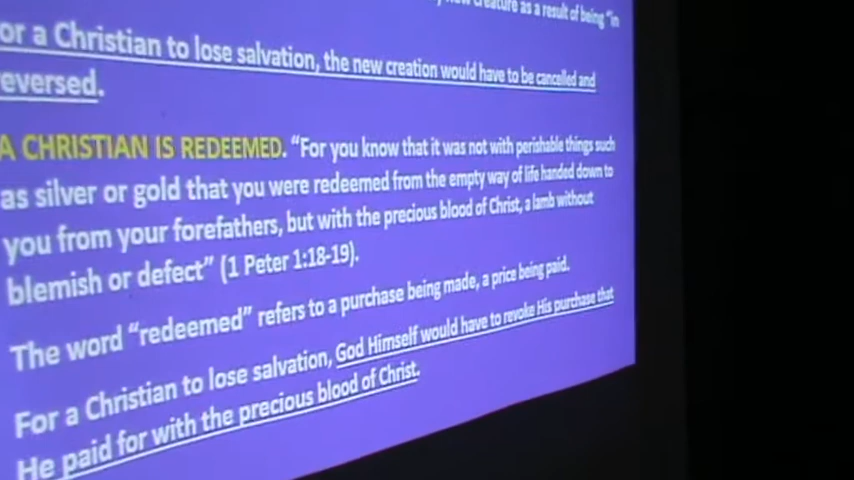 creature as a result of being “in
or a Christian to lose salvation, the new creation would have to be cancelled and
eversed.
A CHRISTIAN IS REDEEMED. “For you know that it was not with perishable things such
as silver or gold that you were redeemed from the empty way of life handed down to
you from your forefathers, but with the precious blood of Christ, a lamb without
blemish or defect” (1 Peter 1:18-19).
The word “redeemed” refers to a purchase being made, a price being paid.
For a Christian to lose salvation, God Himself would have to revoke His purchase that
He paid for with the precious blood of Christ.